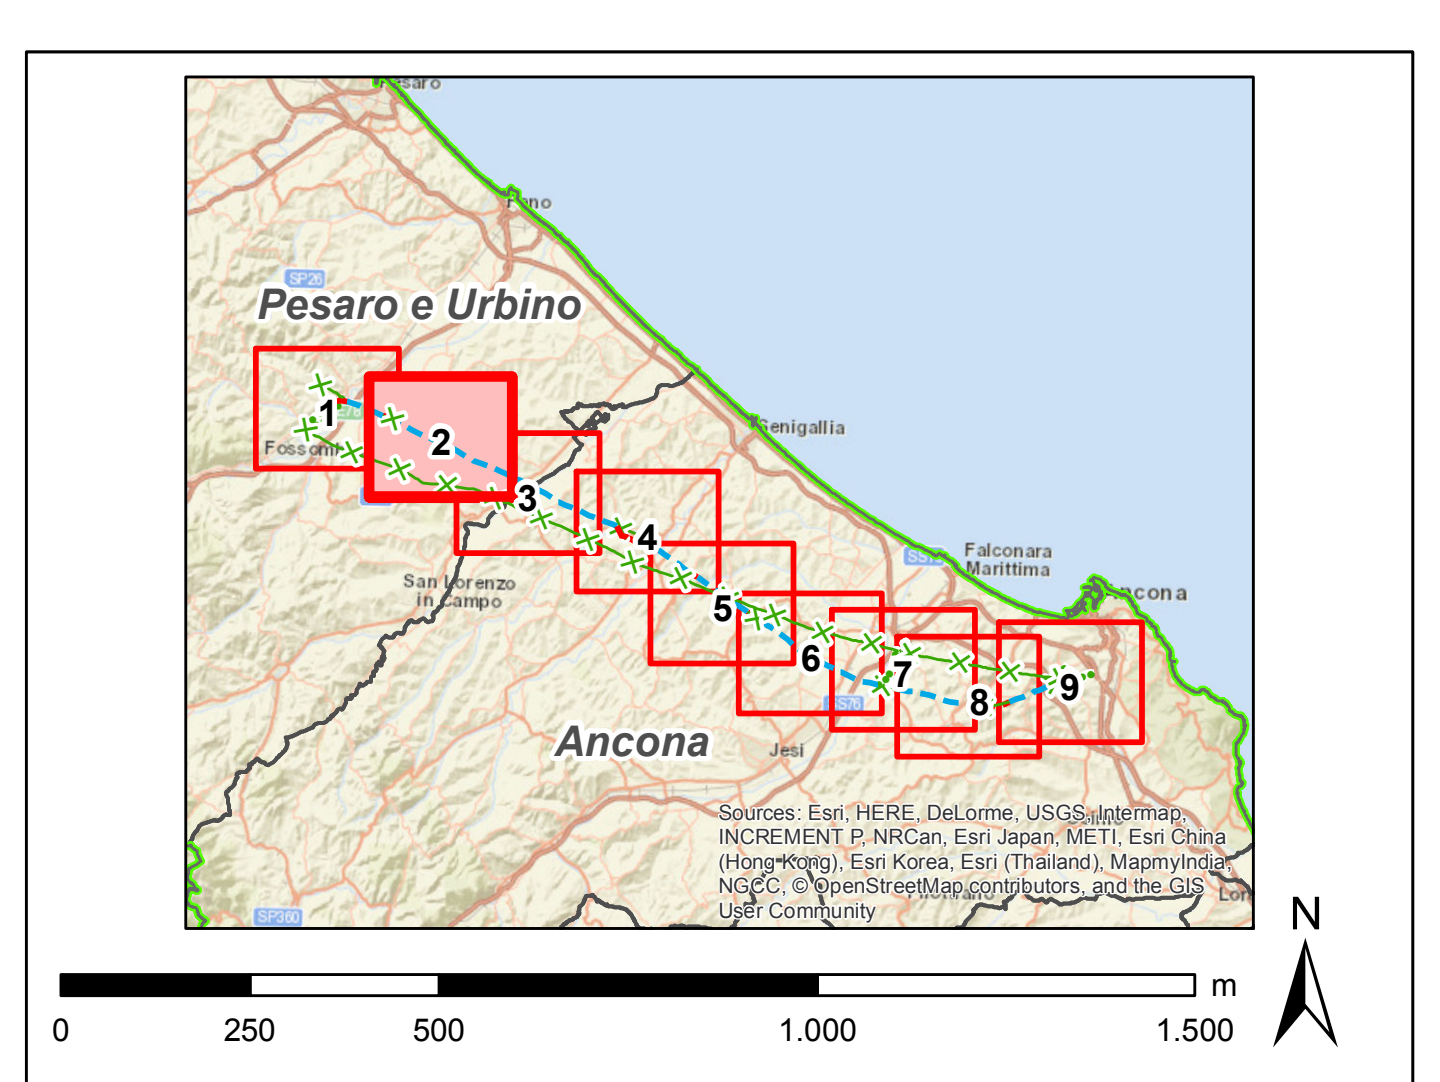 Fano
SP26
Pesaro e Urbino
1
2
Senigallia
3
4
Falconara
Marittima
San Lorenzo
in Campo
5
6
7
8
9
SS76
Ancona
Jesi
Sources: Esri, HERE, DeLorme, USGS, Intermap,
INCREMENT P, NRCan, Esri Japan, METI, Esri China
(Hong Kong), Esri Korea, Esri (Thailand), MapmyIndia,
NGCC, © OpenStreetMap contributors, and the GIS
User Community
SP360
N
m
0 250 500 1.000 1.500